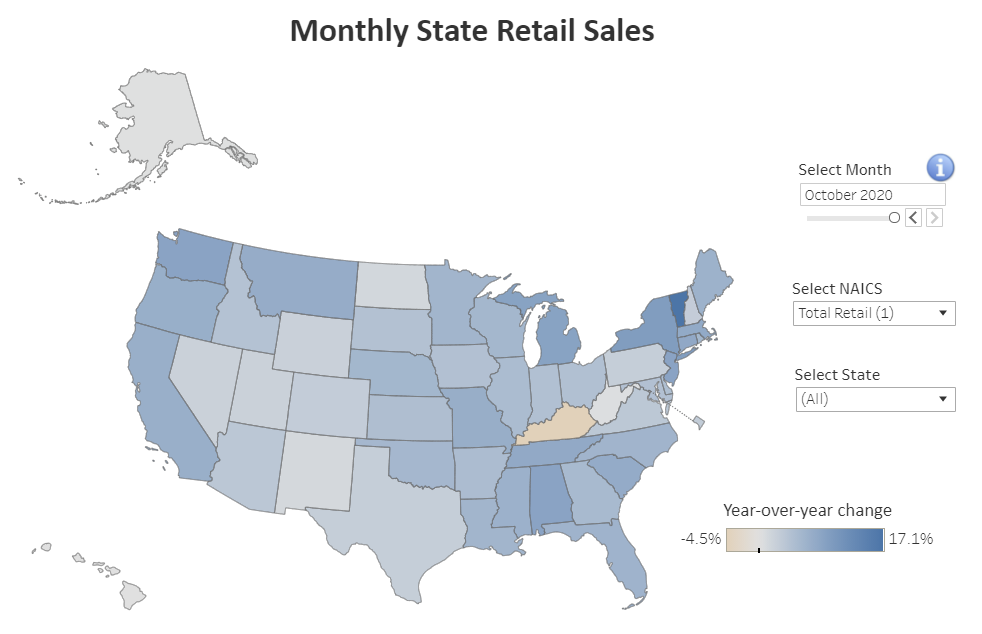 Monthly State Retail Sales
Select Month
i
October 2020
Select NAICS
Total Retail (1)
Select State
(All)
Year-over-year change
-4.5%
17.1%